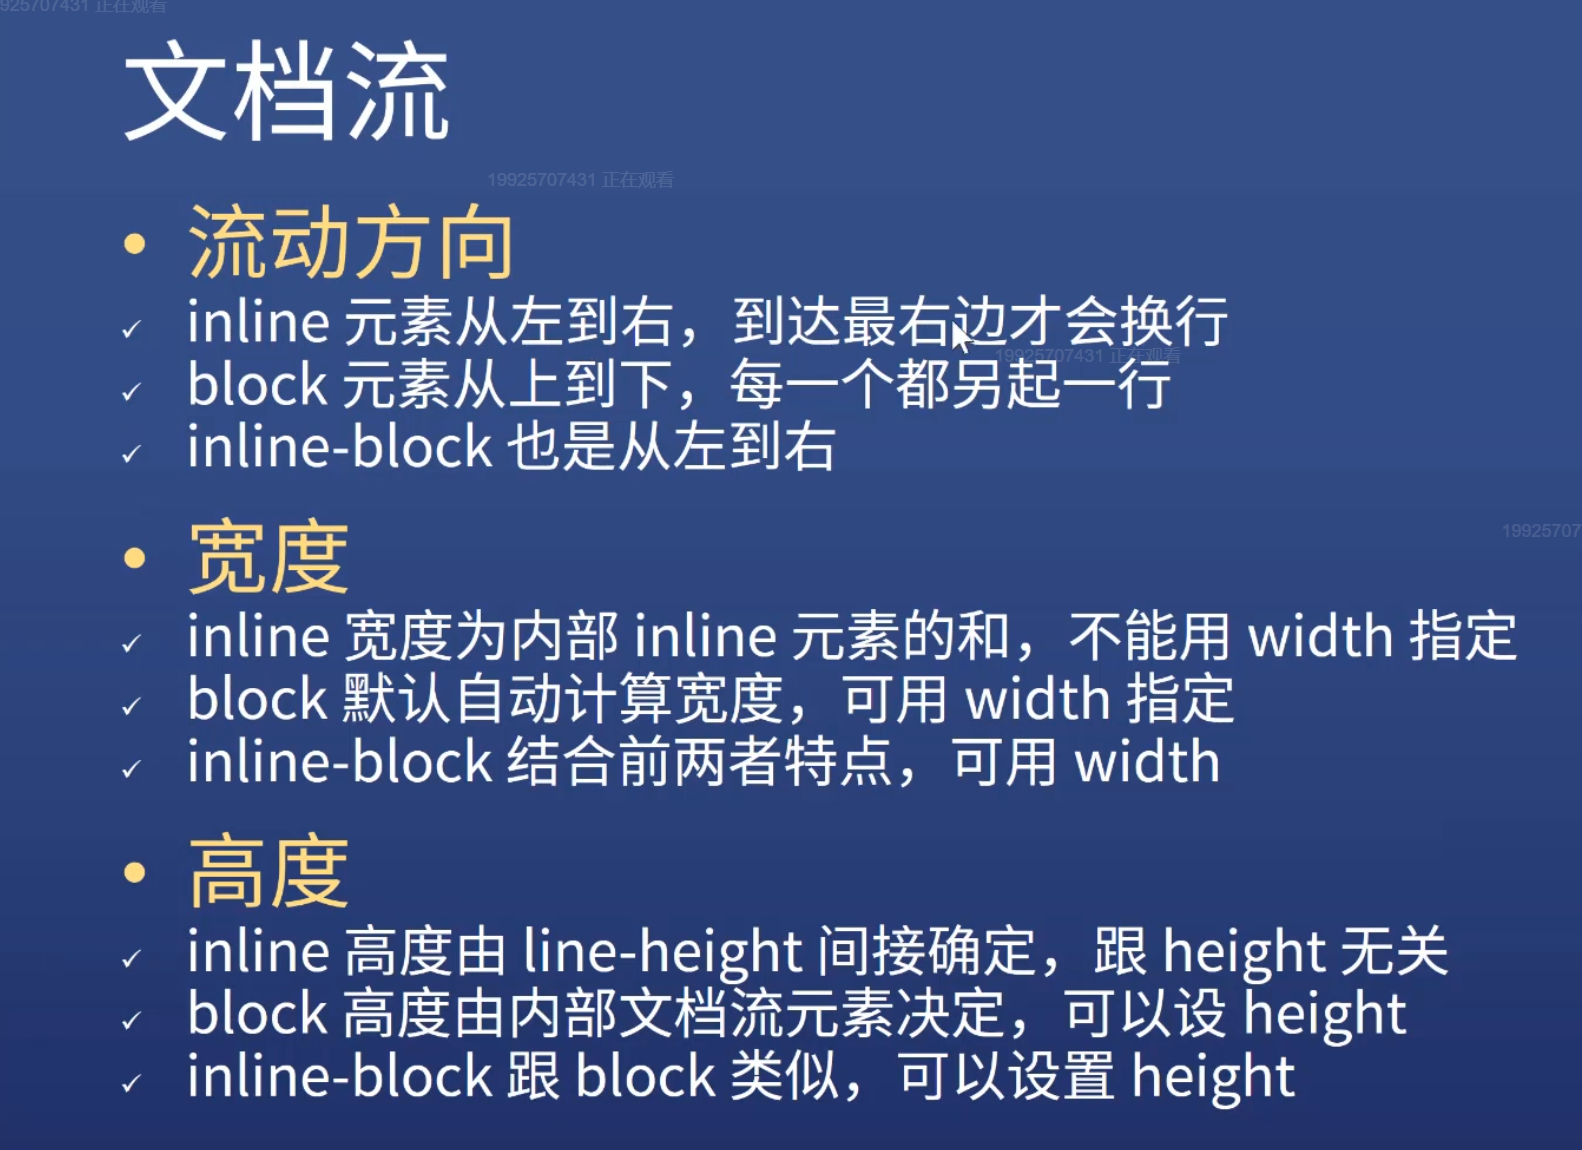 925707431 正在观看
文档流
19925707431 正在观看
• 流动方向
✓ inline 元素从左到右，到达最右边才会换行
19925707431 正在观看
✓ block 元素从上到下，每一个都另起一行
✓ inline-block 也是从左到右
19925707
• 宽度
✓ inline 宽度为内部 inline 元素的和，不能用 width 指定
✓ block 默认自动计算宽度，可用 width 指定
✓ inline-block 结合前两者特点，可用 width
• 高度
✓ inline 高度由 line-height 间接确定，跟 height 无关
✓ block 高度由内部文档流元素决定，可以设 height
✓ inline-block 跟 block 类似，可以设置 height